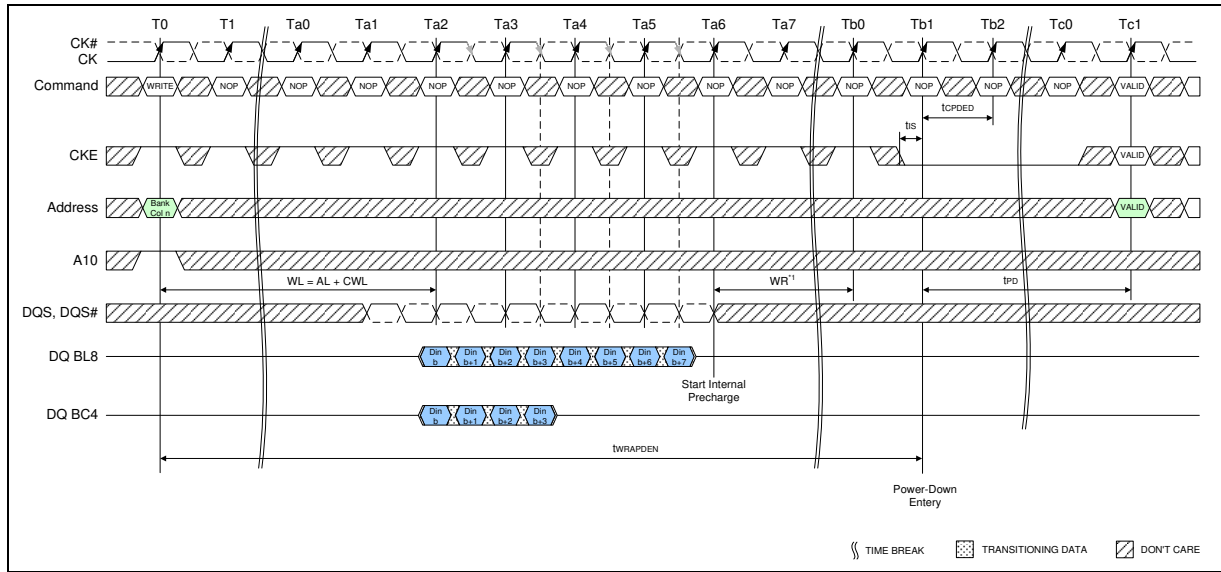 T0 T1 Ta0 Ta1 Ta2 Ta3 Ta4 Ta5 Ta6 Ta7 Tb0 Tb1 Tb2 Tc0 Tc1
CK#
CK
Command WRITE NOP NOP NOP NOP NOP NOP NOP NOP NOP NOP NOP NOP NOP VALID
tCPDED
tIS
CKE VALID
Address Bank Col n VALID
A10
WL = AL + CWL WR*1 tPD
DQS, DQS#
DQ BL8 Din b Din b+1 Din b+2 Din b+3 Din b+4 Din b+5 Din b+6 Din b+7
Start Internal
Precharge
DQ BC4 Din b Din b+1 Din b+2 Din b+3
tWRAPDEN
Power-Down
Entery
TIME BREAK TRANSITIONING DATA DON'T CARE